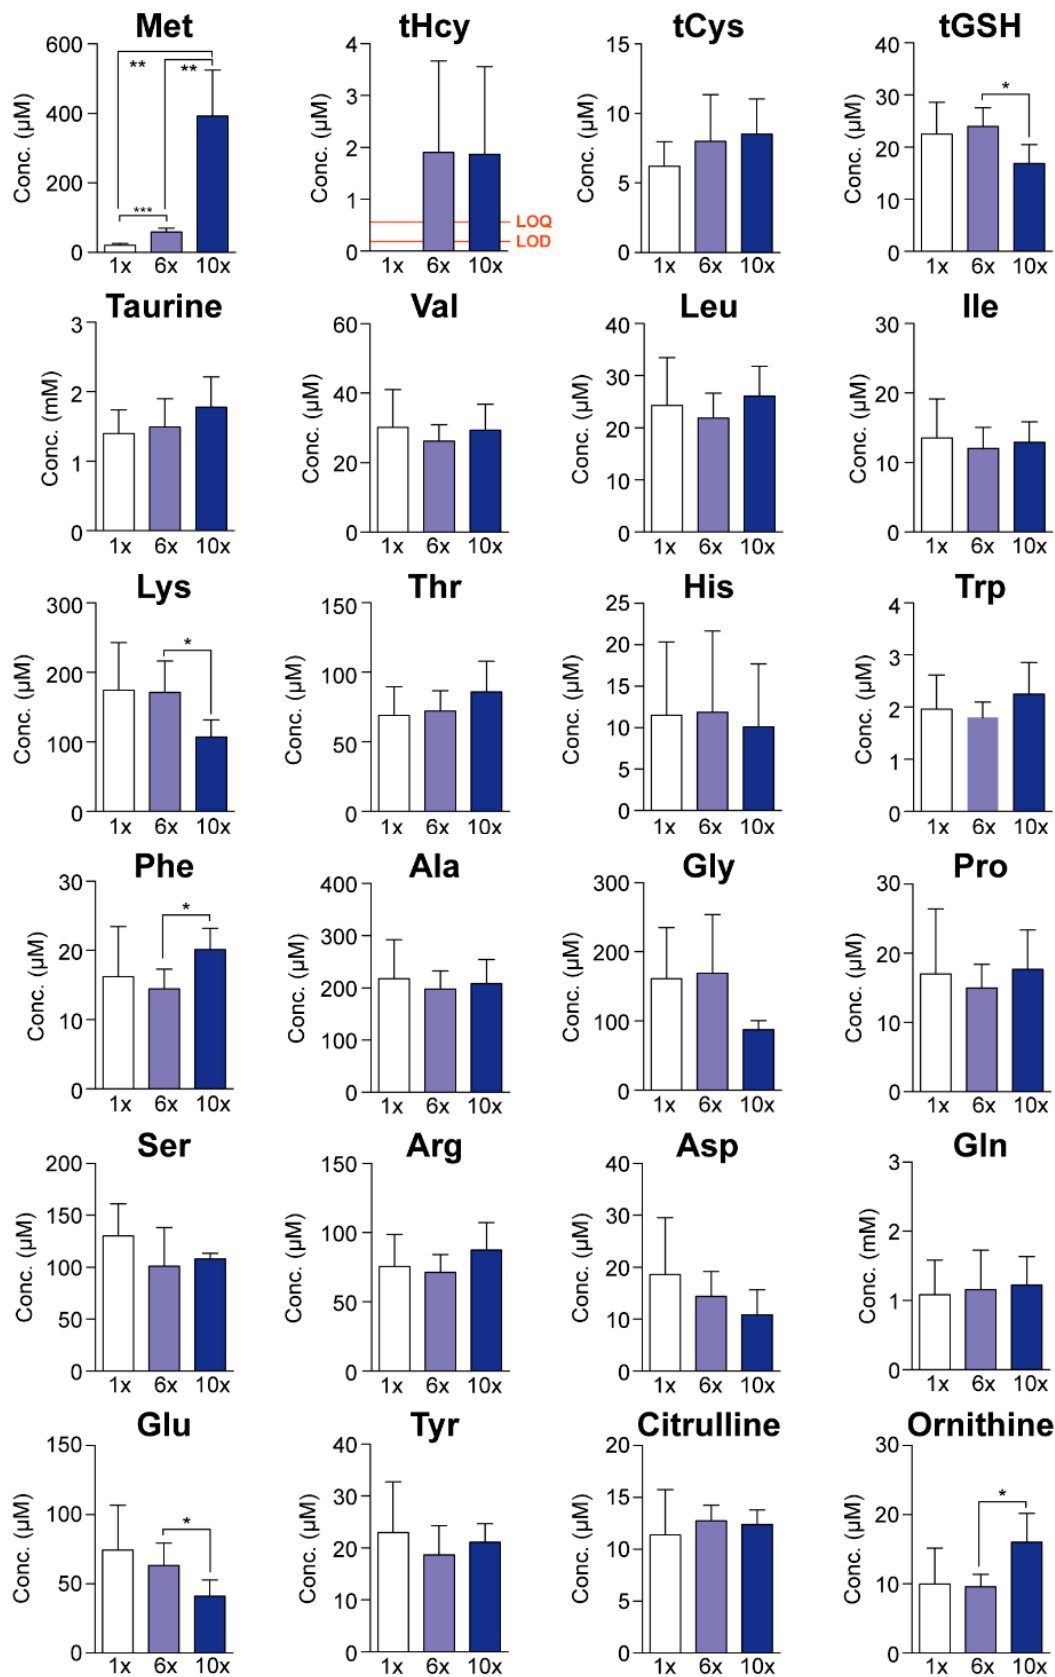 Met
tHcy
tCys
tGSH
Conc. (µM)
600
400
200
0
**
**
***
1x 6x 10x
Conc. (µM)
4
3
2
1
0
LOQ
LOD
1x 6x 10x
Conc. (µM)
15
10
5
0
1x 6x 10x
Conc. (µM)
40
30
20
10
0
*
1x 6x 10x
Taurine
Val
Leu
Ile
Conc. (mM)
3
2
1
0
1x 6x 10x
Conc. (µM)
60
40
20
0
1x 6x 10x
Conc. (µM)
40
30
20
10
0
1x 6x 10x
Conc. (µM)
30
20
10
0
1x 6x 10x
Lys
Thr
His
Trp
Conc. (µM)
300
200
100
0
*
1x 6x 10x
Conc. (µM)
150
100
50
0
1x 6x 10x
Conc. (µM)
25
20
15
10
5
0
1x 6x 10x
Conc. (µM)
4
3
2
1
0
1x 6x 10x
Phe
Ala
Gly
Pro
Conc. (µM)
30
20
10
0
*
1x 6x 10x
Conc. (µM)
400
300
200
100
0
1x 6x 10x
Conc. (µM)
300
200
100
0
1x 6x 10x
Conc. (µM)
30
20
10
0
1x 6x 10x
Ser
Arg
Asp
Gln
Conc. (µM)
200
150
100
50
0
1x 6x 10x
Conc. (µM)
150
100
50
0
1x 6x 10x
Conc. (µM)
40
30
20
10
0
1x 6x 10x
Conc. (mM)
3
2
1
0
1x 6x 10x
Glu
Tyr
Citrulline
Ornithine
Conc. (µM)
150
100
50
0
*
1x 6x 10x
Conc. (µM)
40
30
20
10
0
1x 6x 10x
Conc. (µM)
20
15
10
5
0
1x 6x 10x
Conc. (µM)
30
20
10
0
*
1x 6x 10x